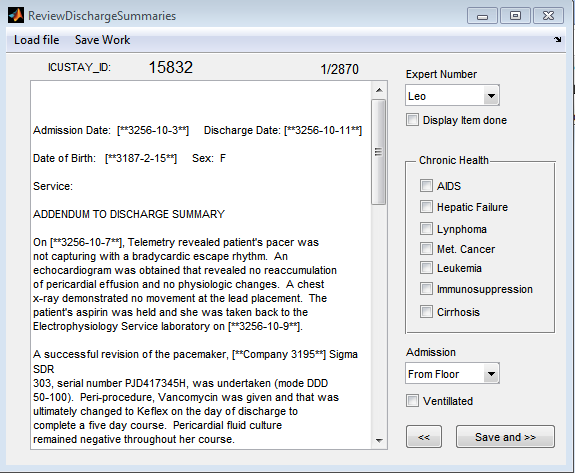 ReviewDischargeSummaries
Load file Save Work
ICUSTAY_ID: 15832 1/2870
Admission Date: [**3256-10-3**] Discharge Date: [**3256-10-11**]
Date of Birth: [**3187-2-15**] Sex: F
Service:
ADDENDUM TO DISCHARGE SUMMARY
On [**3256-10-7**], Telemetry revealed patient's pacer was
not capturing with a bradycardic escape rhythm. An
echocardiogram was obtained that revealed no reaccumulation
of pericardial effusion and no physiologic changes. A chest
x-ray demonstrated no movement at the lead placement. The
patient's aspirin was held and she was taken back to the
Electrophysiology Service laboratory on [**3256-10-9**].
A successful revision of the pacemaker, [**Company 3195**] Sigma
SDR
303, serial number PJD417345H, was undertaken (mode DDD
50-100). Peri-procedure, Vancomycin was given and that was
ultimately changed to Keflex on the day of discharge to
complete a five day course. Pericardial fluid culture
remained negative throughout her course.
Expert Number
Leo
Display Item done
Chronic Health
AIDS
Hepatic Failure
Lynphoma
Met. Cancer
Leukemia
Immunosuppression
Cirrhosis
Admission
From Floor
Ventillated
<< Save and >>